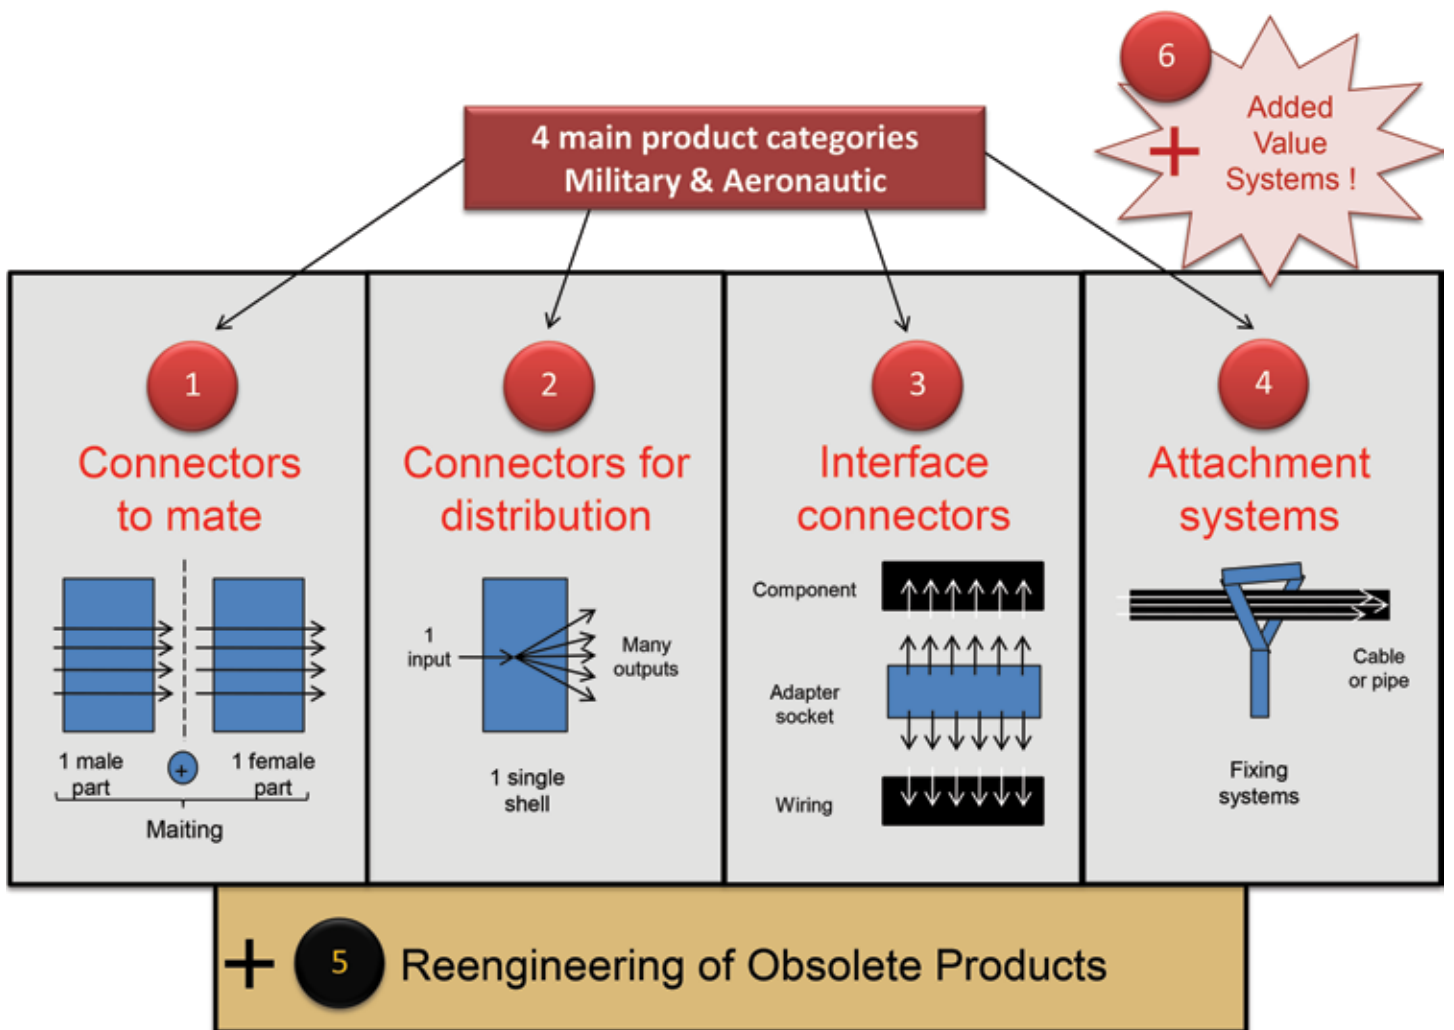 6
Added
Value
Systems !
+
4 main product categories
Military & Aeronautic
1
Connectors
to mate
1 male
part
+
1 female
part
Maiting
2
Connectors for
distribution
1
input
Many
outputs
1 single
shell
3
Interface
connectors
Component
Adapter
socket
Wiring
4
Attachment
systems
Cable
or pipe
Fixing
systems
+ 5 Reengineering of Obsolete Products